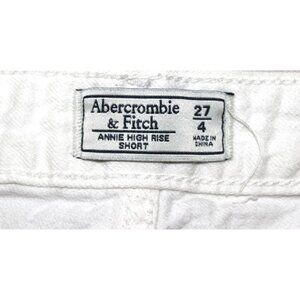 Abercrombie
& Fitch
ANNIE HIGH RISE
SHORT
27
4
MADE IN
CHINA